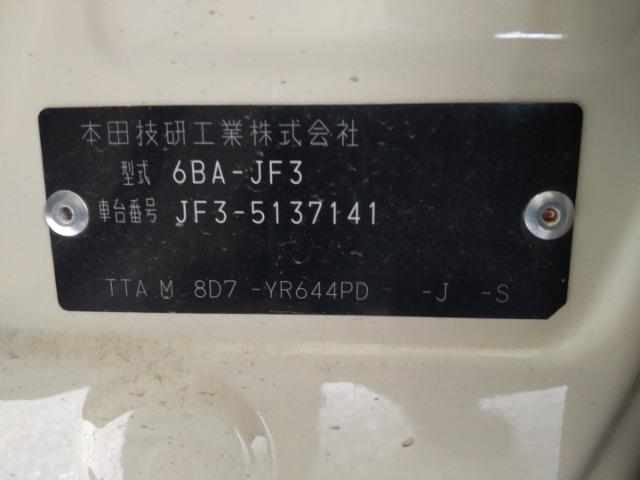 本田技研工業株式会社
型式 6BA-JF3
車台番号 JF3-5137141
TTA M 8D7 -YR644PD -J -S